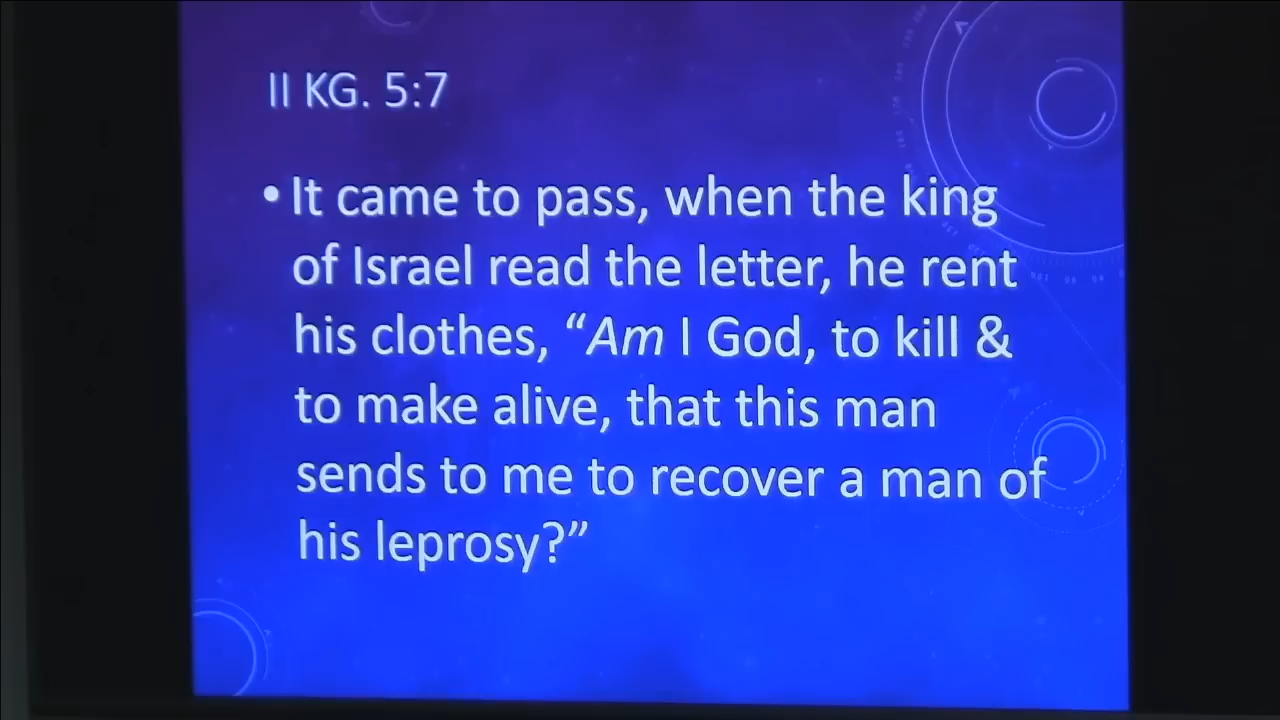 II KG. 5:7
• It came to pass, when the king
of Israel read the letter, he rent
his clothes, “Am I God, to kill &
to make alive, that this man
sends to me to recover a man of
his leprosy?”